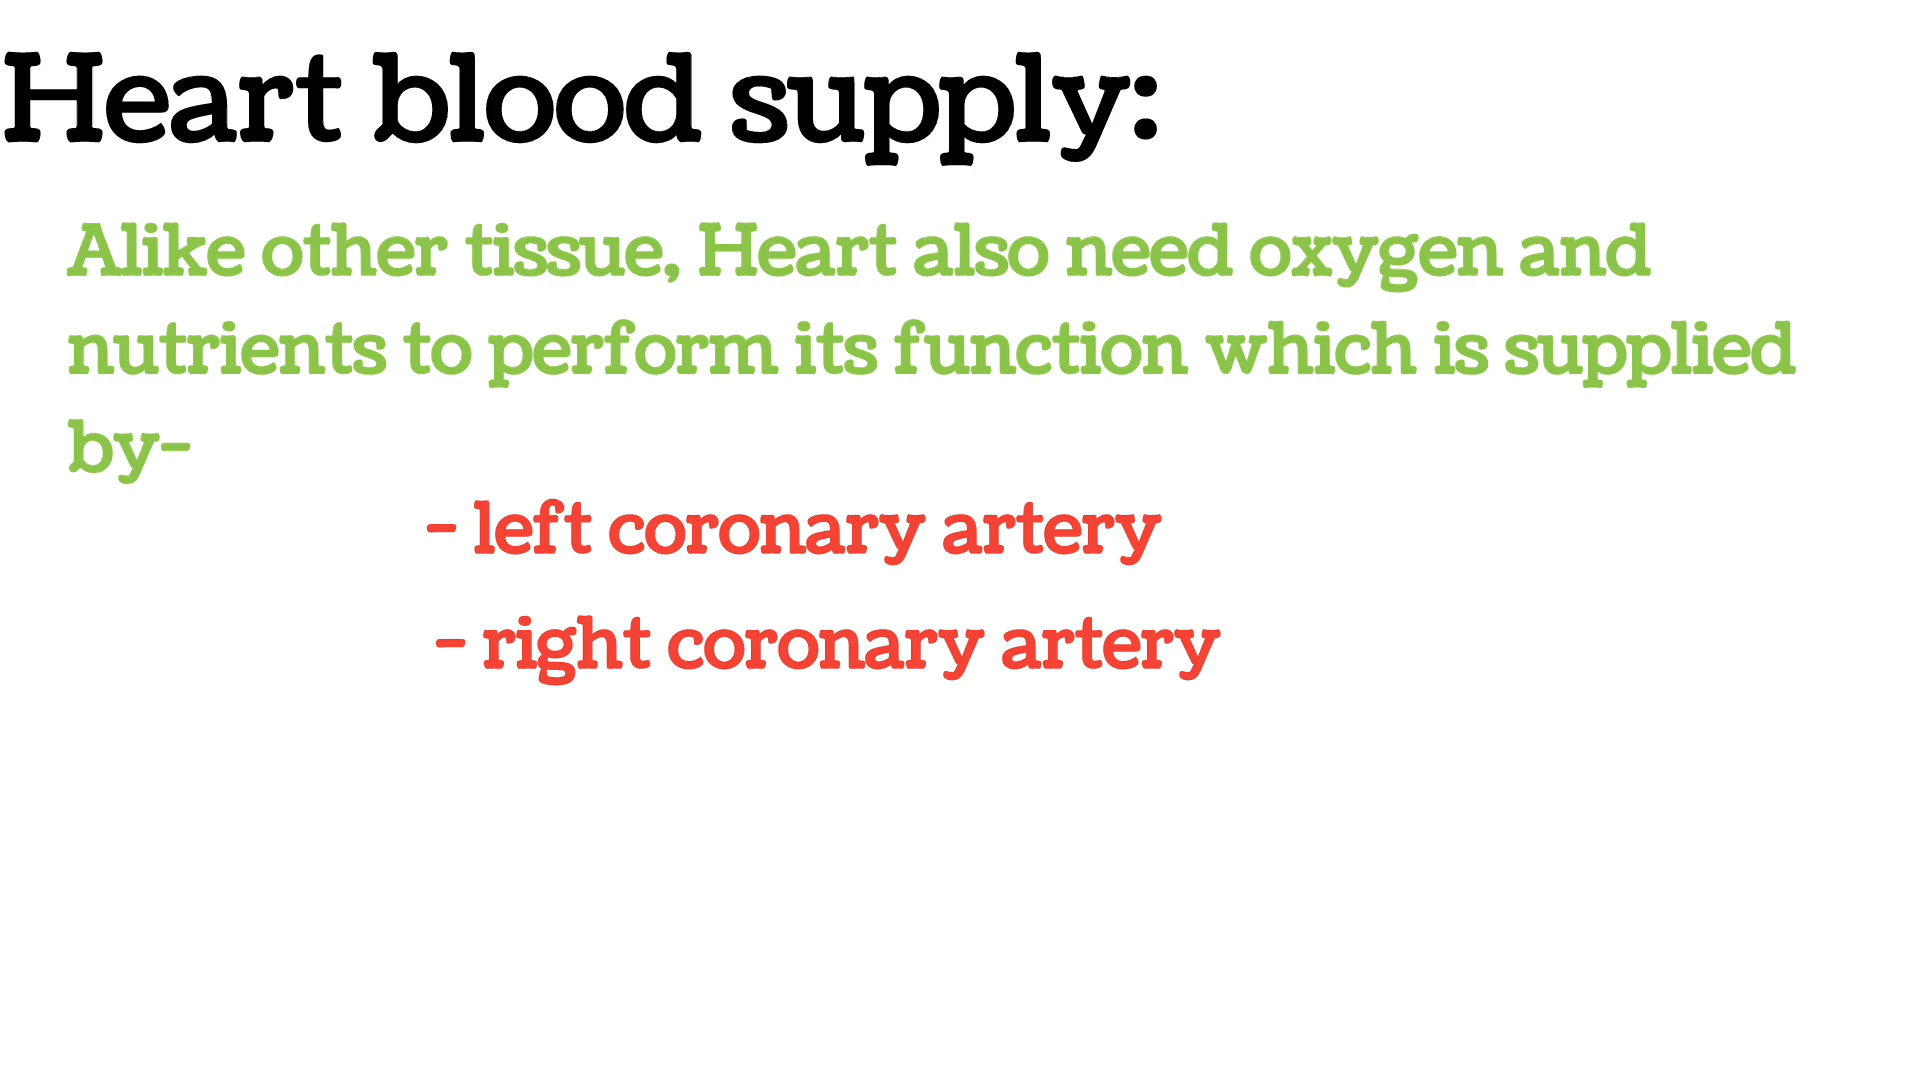 Heart blood supply:
Alike other tissue, Heart also need oxygen and
nutrients to perform its function which is supplied
by-
- left coronary artery
- right coronary artery